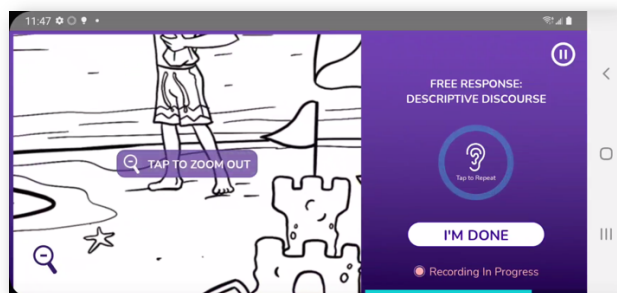 11:47
TAP TO ZOOM OUT
FREE RESPONSE:
DESCRIPTIVE DISCOURSE
Tap to Repeat
I'M DONE
Recording In Progress